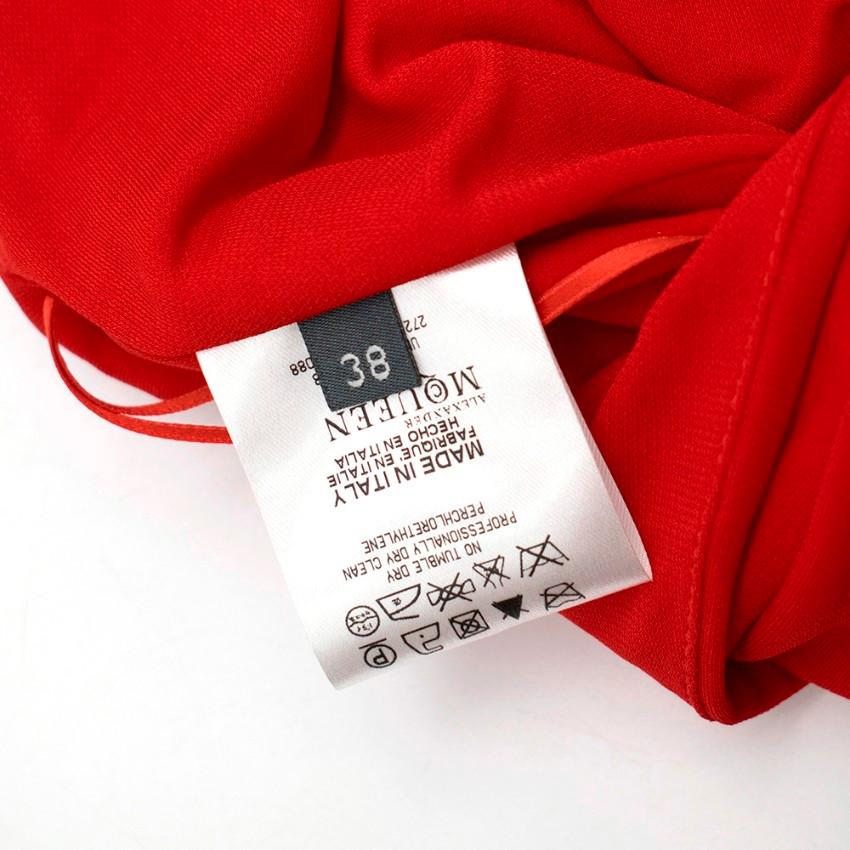 38
ALEXANDER
MCQUEEN
MADE IN ITALY
FABRIQUE' EN ITALIE
HECHO EN ITALIA
NO TUMBLE DRY
PROFESSIONALLY DRY CLEAN
PERCHLORETHYLENE
P